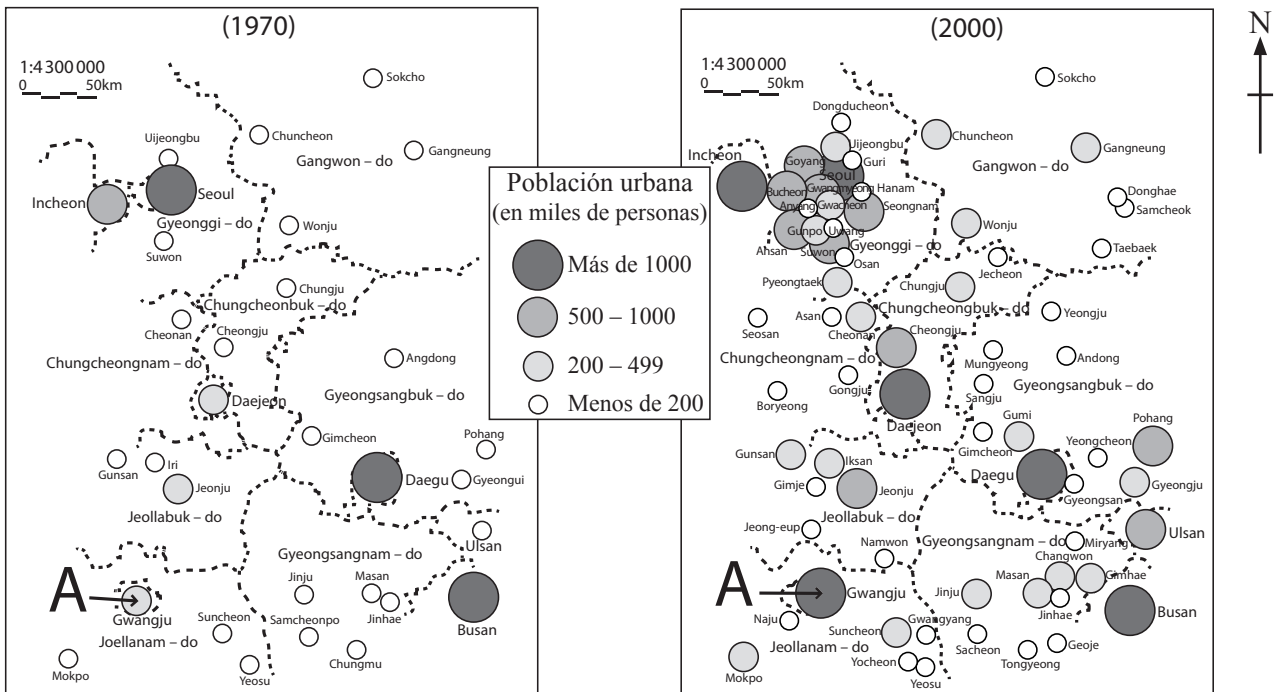 (1970)
1:4 300 000
0 50km
Sokcho
Uijeongbu
Chuncheon
Gangwon – do
Gangneung
Incheon
Seoul
Gyeonggi – do
Suwon
Wonju
Chungju
Chungcheonbuk – do
Cheonan
Cheongju
Chungcheongnam – do
Angdong
Daejeon
Gyeongsangbuk – do
Gimcheon
Pohang
Gunsan
Iri
Jeonju
Daegu
Gyeongui
Jeollabuk – do
Ulsan
Gyeongsangnam – do
A
Gwangju
Jinju
Masan
Jinhae
Busan
Suncheon
Samcheonpo
Joellanam – do
Chungmu
Mokpo
Yeosu
Población urbana
(en miles de personas)
Más de 1000
500 – 1000
200 – 499
Menos de 200
(2000)
1:4 300 000
0 50km
Sokcho
Dongducheon
Uijeongbu
Chuncheon
Gangneung
Incheon
Goyang
Guri
Seoul
Gangwon – do
Bucheon
Gwangmyeong
Hanam
Anyang
Gwacheon
Seongnam
Donghae
Samcheok
Gunpo
Uwang
Wonju
Ahsan
Suwon
Gyeonggi – do
Osan
Taebaek
Jecheon
Pyeongtaek
Chungju
Chungcheongbuk – do
Seosan
Asan
Cheonan
Cheongju
Yeongju
Chungcheongnam – do
Mungyeong
Andong
Gongju
Sangju
Gyeongsangbuk – do
Boryeong
Daejeon
Gumi
Pohang
Gimcheon
Yeongcheon
Gunsan
Iksan
Daegu
Gimje
Jeonju
Gyeongsan
Gyeongju
Jeollabuk – do
Jeong-eup
Ulsan
Namwon
Gyeongsangnam – do
Miryang
Changwon
A
Gwangju
Jinju
Masan
Gimhae
Jinhae
Busan
Naju
Suncheon
Gwangyang
Sacheon
Geoje
Jeollanam – do
Tongyeong
Mokpo
Yocheon
Yeosu
N